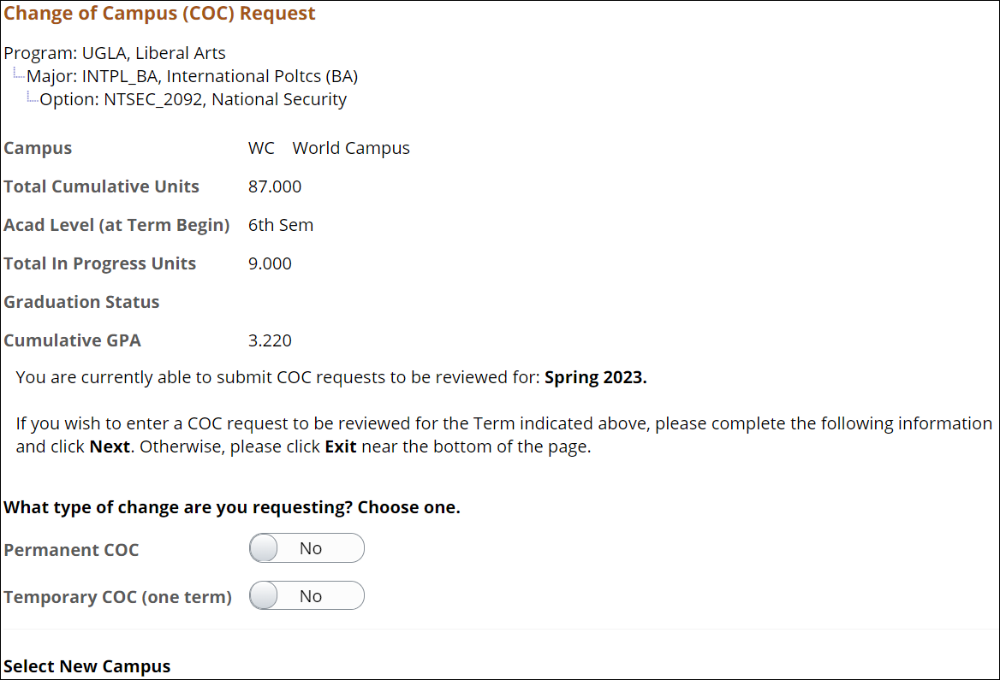 Change of Campus (COC) Request
Program: UGLA, Liberal Arts
Major: INTPL_BA, International Poltcs (BA)
Option: NTSEC_2092, National Security
Campus WC World Campus
Total Cumulative Units 87.000
Acad Level (at Term Begin) 6th Sem
Total In Progress Units 9.000
Graduation Status
Cumulative GPA 3.220
You are currently able to submit COC requests to be reviewed for: Spring 2023.
If you wish to enter a COC request to be reviewed for the Term indicated above, please complete the following information
and click Next. Otherwise, please click Exit near the bottom of the page.
What type of change are you requesting? Choose one.
Permanent COC No
Temporary COC (one term) No
Select New Campus